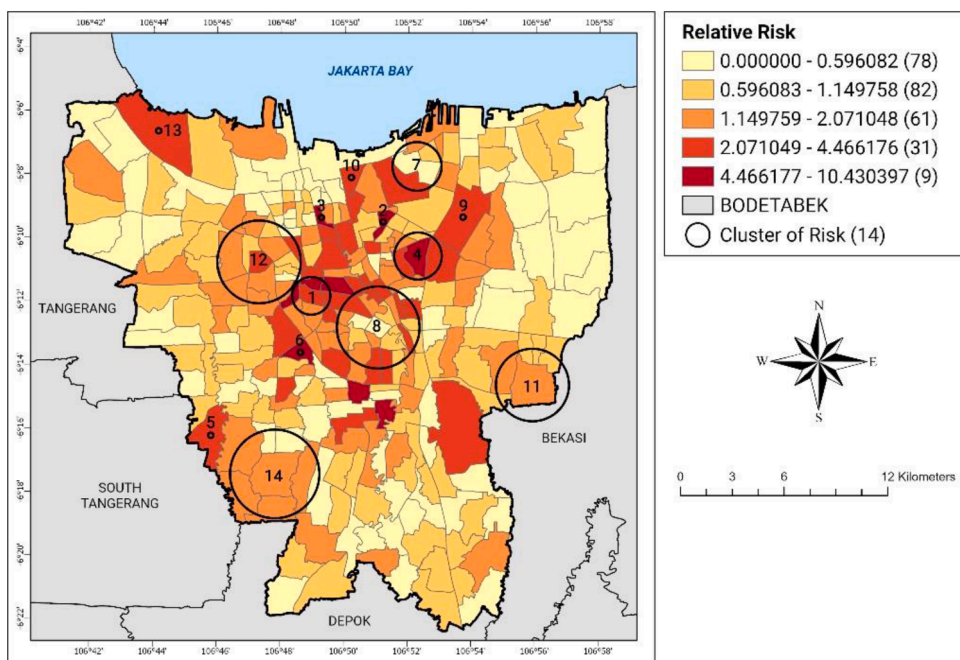 106°42' 106°44' 106°46' 106°48' 106°50' 106°52' 106°54' 106°56' 106°58'
6°4'
JAKARTA BAY
6°6'
13
6°8'
10
7
6°10'
3
2
9
12
4
6°12'
TANGERANG
1
8
6°14'
6
11
6°16'
5
BEKASI
14
6°18'
SOUTH
TANGERANG
6°20'
6°22'
DEPOK
106°42' 106°44' 106°46' 106°48' 106°50' 106°52' 106°54' 106°56' 106°58'
Relative Risk
0.000000 - 0.596082 (78)
0.596083 - 1.149758 (82)
1.149759 - 2.071048 (61)
2.071049 - 4.466176 (31)
4.466177 - 10.430397 (9)
BODETABEK
Cluster of Risk (14)
N
W E
S
0 3 6 12 Kilometers